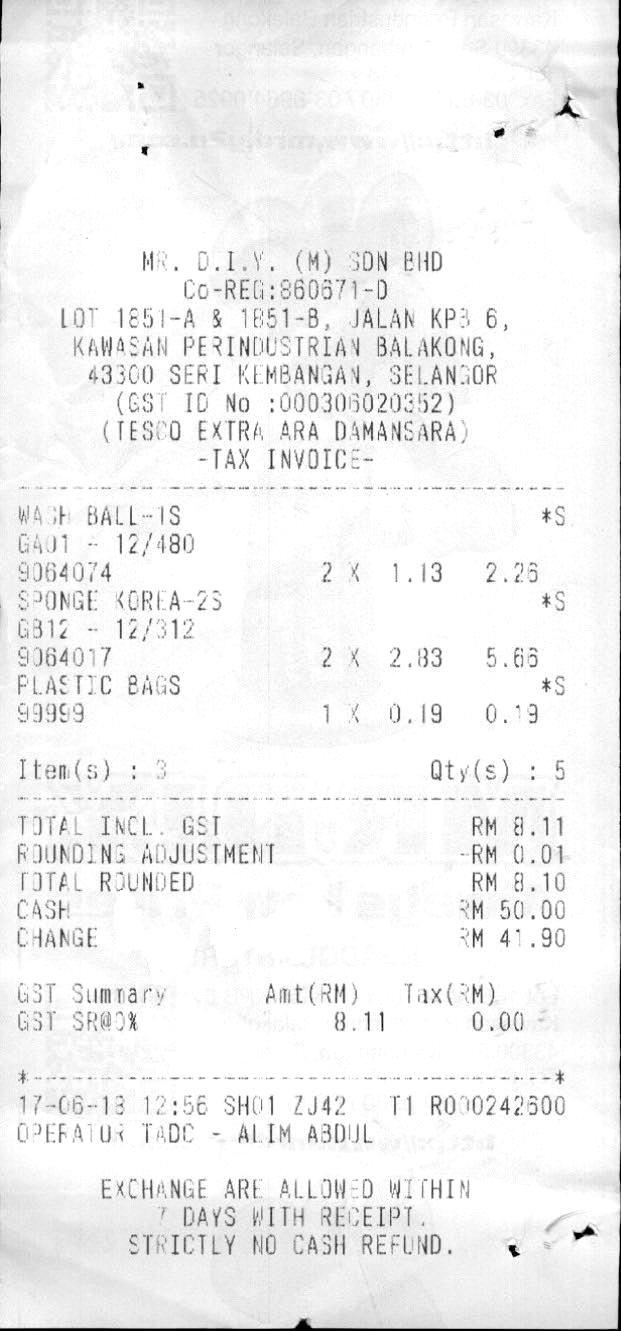 MR. D.I.Y. (M) SDN BHD
Co-REG:860671-D
LOT 1851-A & 1851-B, JALAN KPB 6,
KAWASAN PERINDUSTRIAN BALAKONG,
43300 SERI KEMBANGAN, SELANGOR
(GST ID No :000306020352)
(TESCO EXTRA ARA DAMANSARA)
-TAX INVOICE-
WASH BALL-1S *S
GA01 - 12/480
9064074 2 X 1.13 2.26
SPONGE KOREA-2S *S
GB12 - 12/312
9064017 2 X 2.83 5.66
PLASTIC BAGS *S
99999 1 X 0.19 0.19
Item(s) : 3 Qty(s) : 5
TOTAL INCL. GST RM 8.11
ROUNDING ADJUSTMENT -RM 0.01
TOTAL ROUNDED RM 8.10
CASH RM 50.00
CHANGE RM 41.90
GST Summary Amt(RM) Tax(RM)
GST SR@0% 8.11 0.00
*--------------------------------------*
17-06-18 12:56 SH01 ZJ42 T1 R000242600
OPERATOR TADC - ALIM ABDUL
EXCHANGE ARE ALLOWED WITHIN
7 DAYS WITH RECEIPT.
STRICTLY NO CASH REFUND.